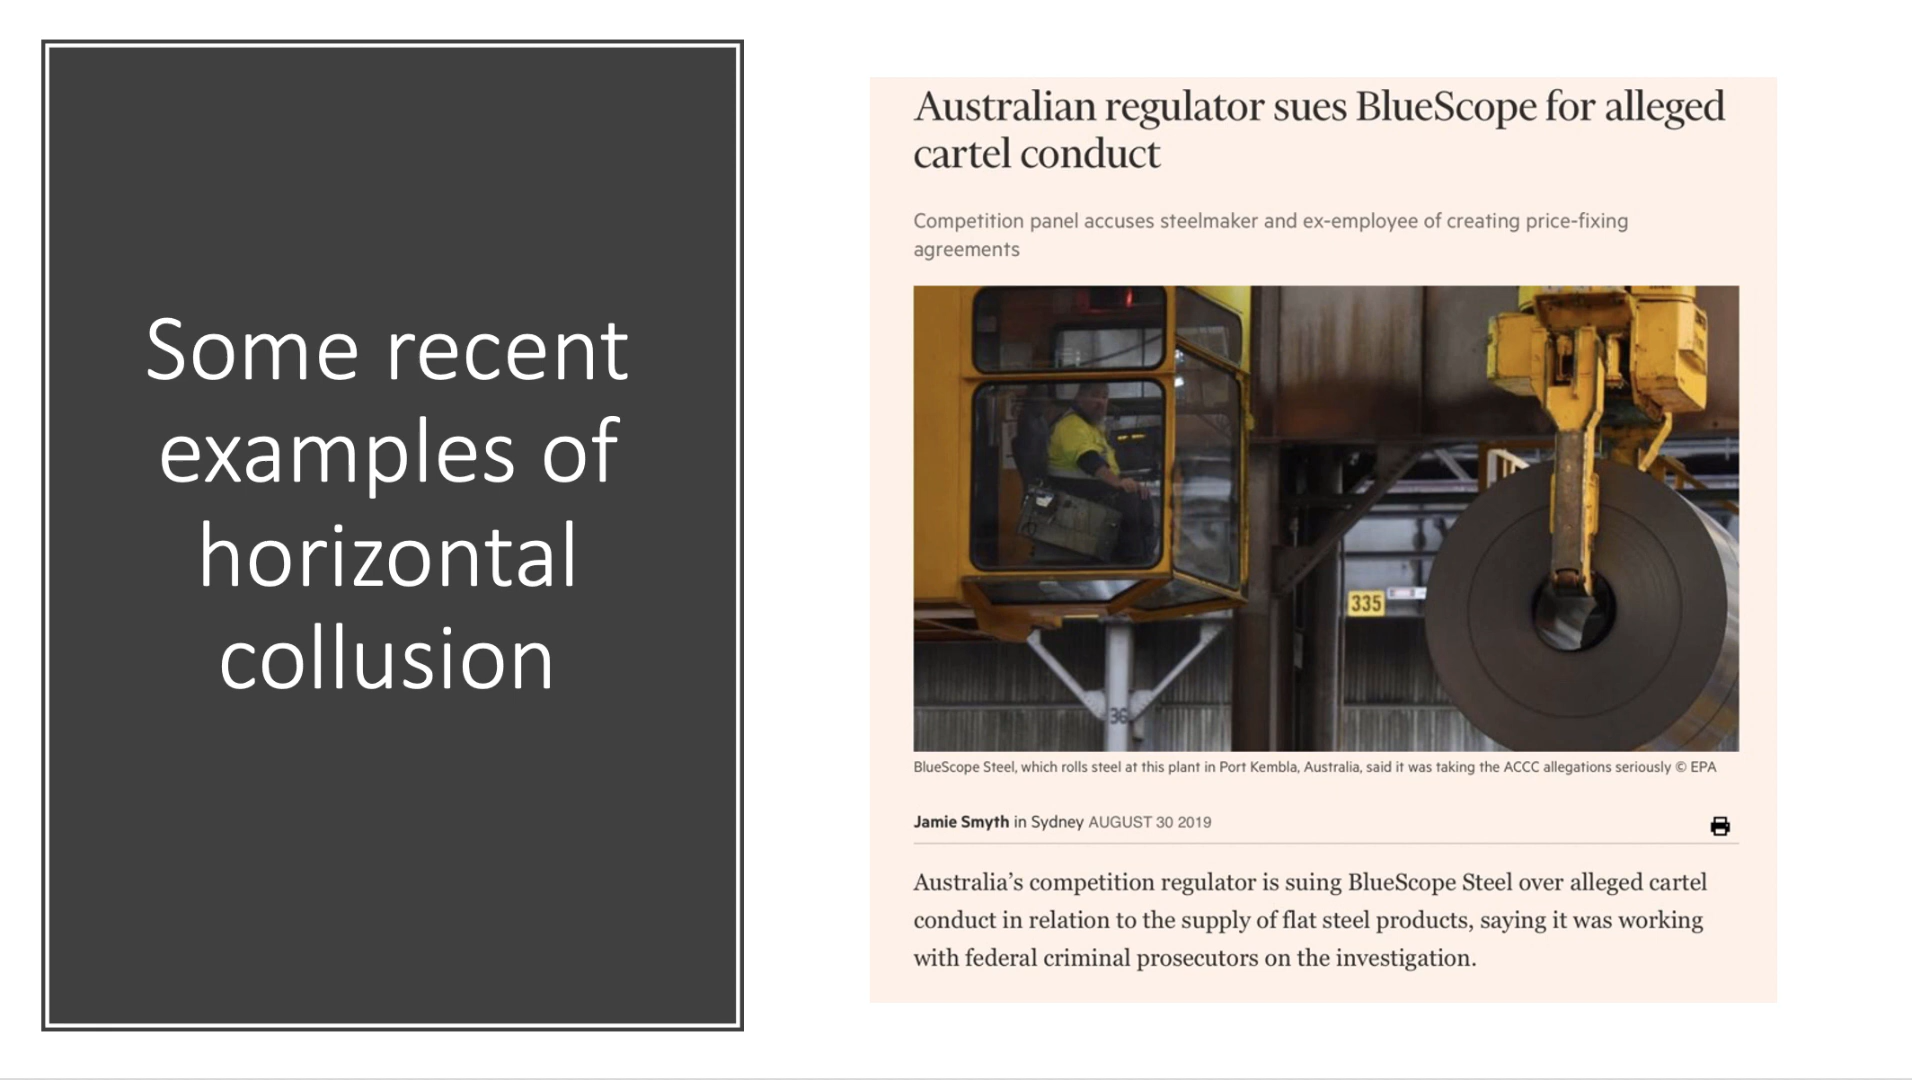 Some recent
examples of
horizontal
collusion
Australian regulator sues BlueScope for alleged
cartel conduct
Competition panel accuses steelmaker and ex-employee of creating price-fixing
agreements
335
36
BlueScope Steel, which rolls steel at this plant in Port Kembla, Australia, said it was taking the ACCC allegations seriously © EPA
Jamie Smyth in Sydney AUGUST 30 2019
Australia’s competition regulator is suing BlueScope Steel over alleged cartel
conduct in relation to the supply of flat steel products, saying it was working
with federal criminal prosecutors on the investigation.